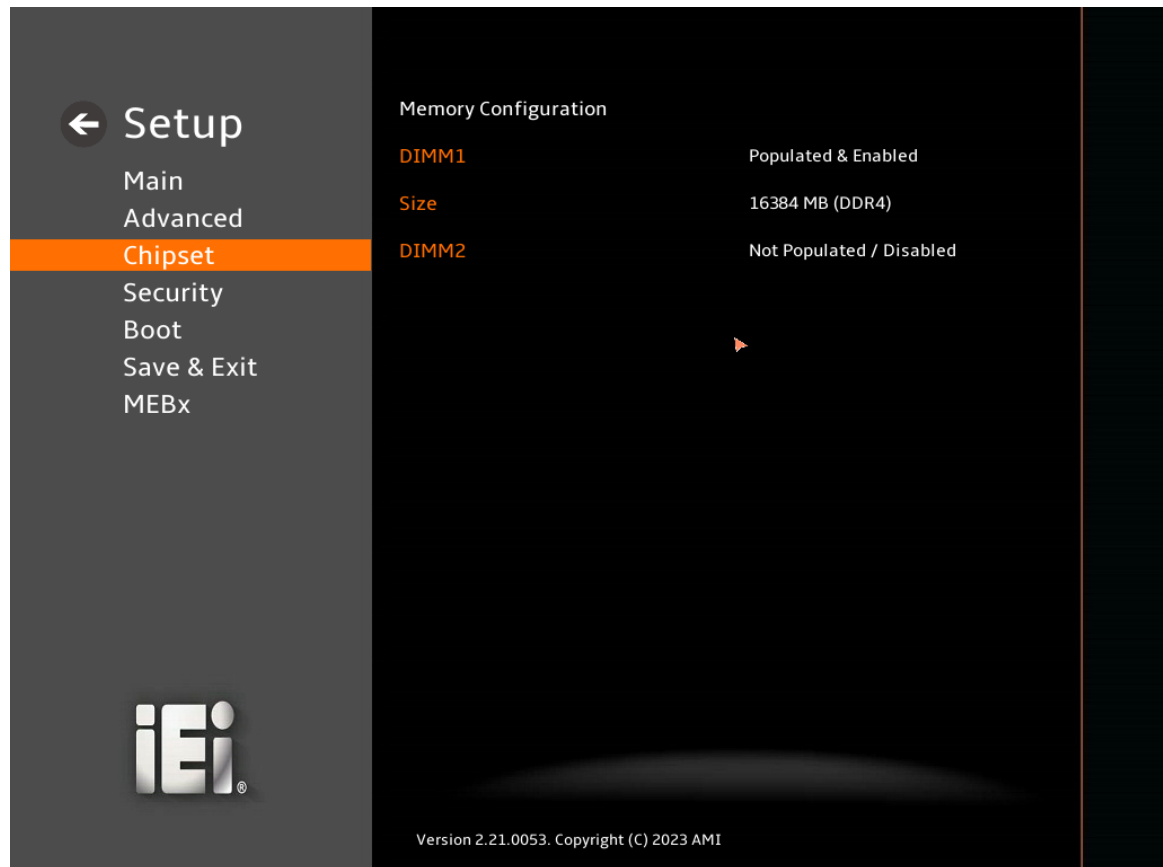 Setup
Main
Advanced
Chipset
Security
Boot
Save & Exit
MEBx
iEi®
Memory Configuration
DIMM1 Populated & Enabled
Size 16384 MB (DDR4)
DIMM2 Not Populated / Disabled
Version 2.21.0053. Copyright (C) 2023 AMI